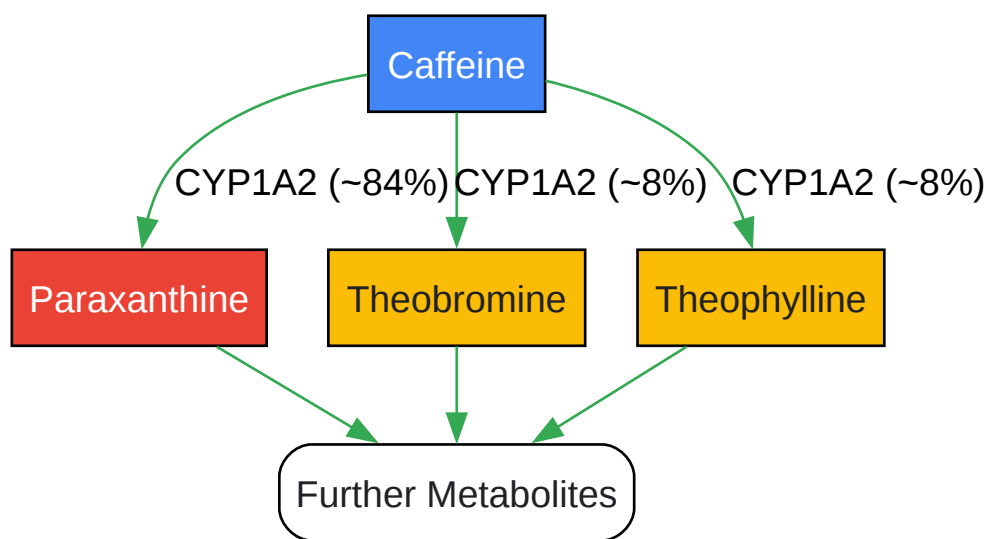 Caffeine
CYP1A2 (~84%)
CYP1A2 (~8%)
CYP1A2 (~8%)
Paraxanthine
Theobromine
Theophylline
Further Metabolites